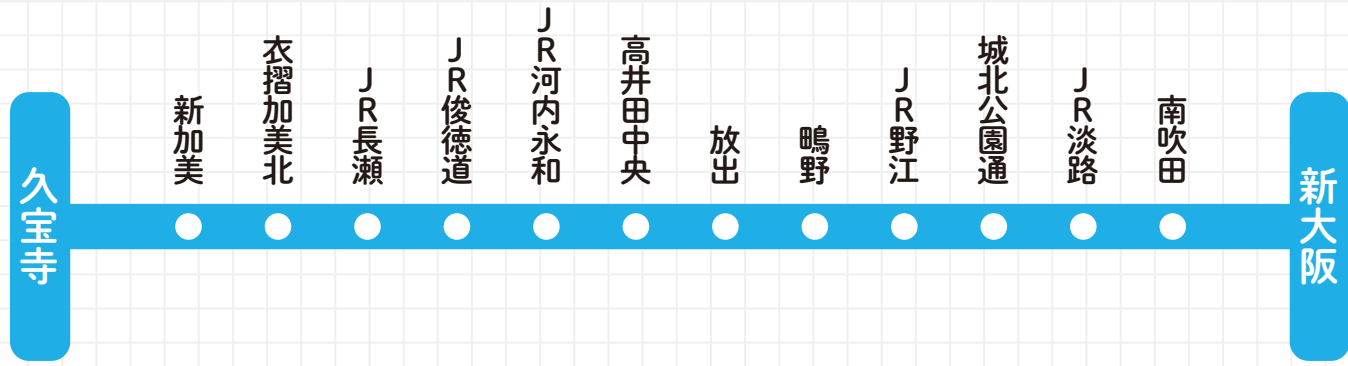 久宝寺
新加美
衣摺加美北
JR長瀬
JR俊徳道
JR河内永和
高井田中央
放出
鴫野
JR野江
城北公園通
JR淡路
南吹田
新大阪